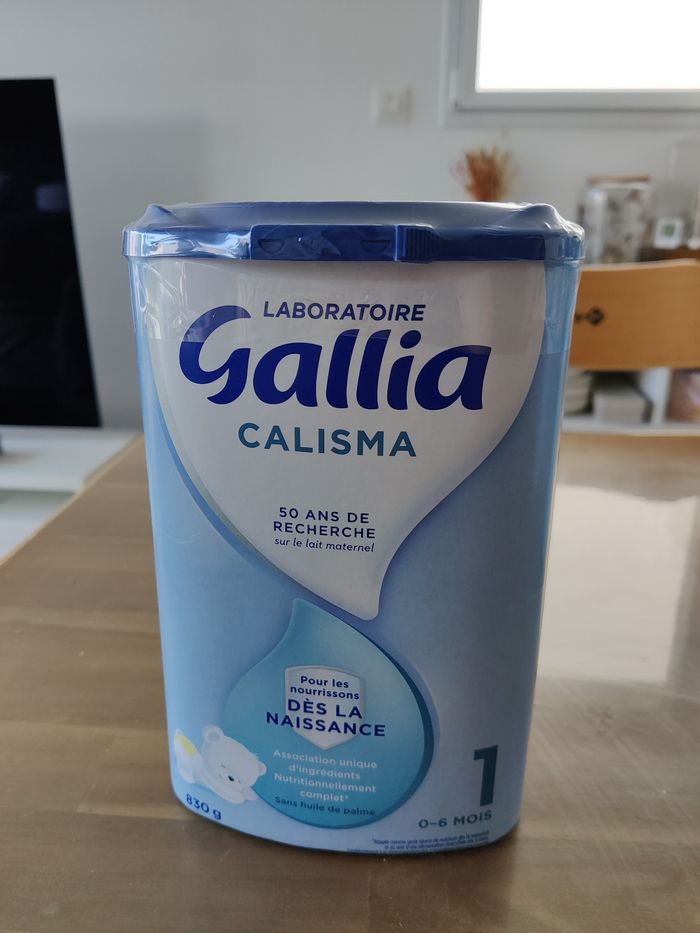 LABORATOIRE
Gallia
CALISMA
50 ANS DE
RECHERCHE
sur le lait maternel
Pour les
nourrissons
DÈS LA
NAISSANCE
Association unique
d'ingrédients
Nutritionnellement
complet*
Sans huile de palme
830 g
1
0-6 MOIS